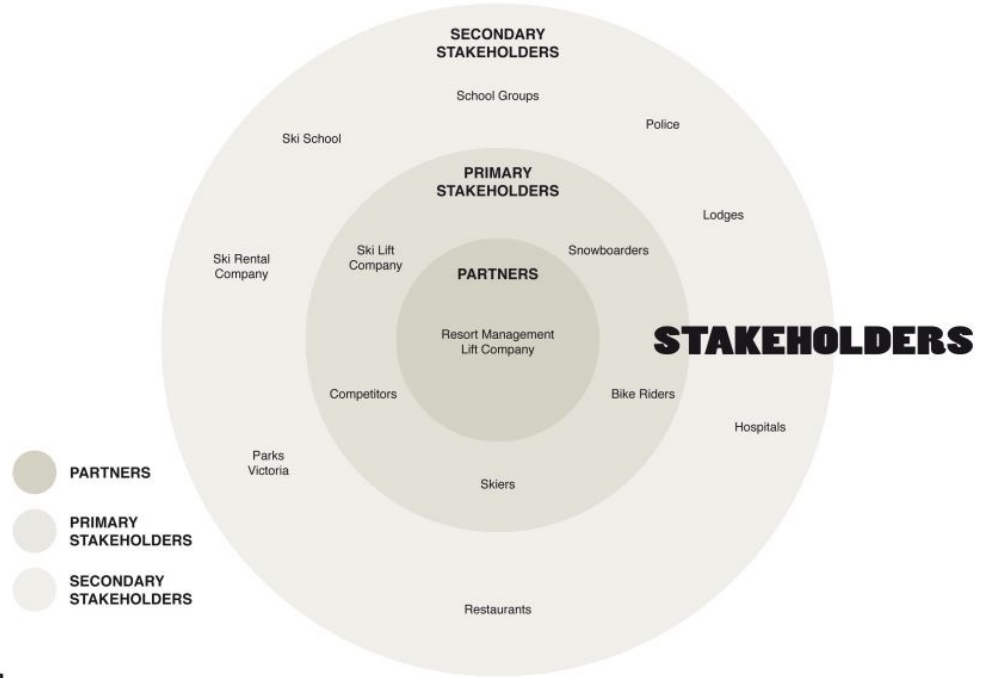 SECONDARY
STAKEHOLDERS
School Groups
Police
Ski School
PRIMARY
STAKEHOLDERS
Lodges
Ski Lift
Company
Snowboarders
Ski Rental
Company
PARTNERS
Resort Management
Lift Company
STAKEHOLDERS
Competitors
Bike Riders
Hospitals
Parks
Victoria
Skiers
Restaurants
PARTNERS
PRIMARY
STAKEHOLDERS
SECONDARY
STAKEHOLDERS